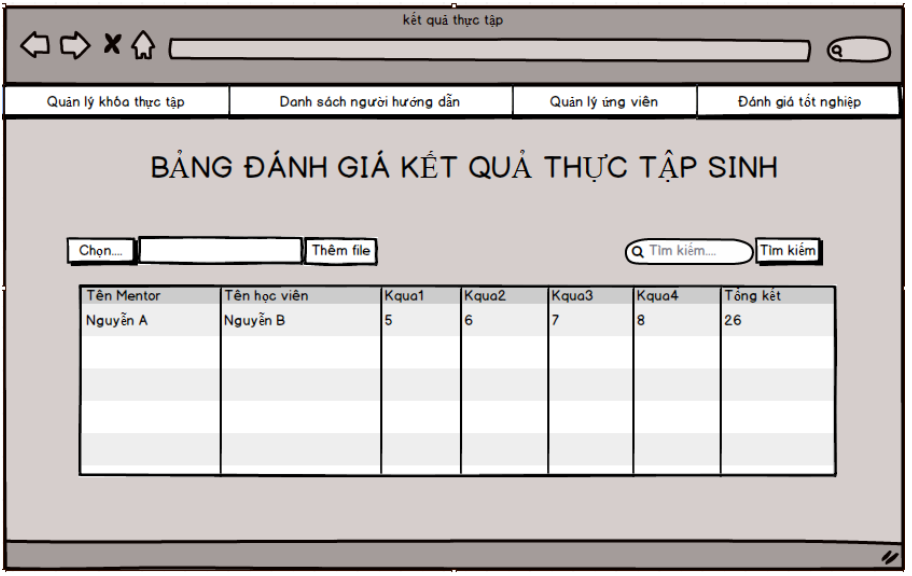 kết quả thực tập
Quản lý khóa thực tập Danh sách người hướng dẫn Quản lý ứng viên Đánh giá tốt nghiệp
BẢNG ĐÁNH GIÁ KẾT QUẢ THỰC TẬP SINH
Chọn.... Thêm file Tìm kiếm.... Tìm kiếm
Tên Mentor Tên học viên Kqua1 Kqua2 Kqua3 Kqua4 Tổng kết
Nguyễn A Nguyễn B 5 6 7 8 26